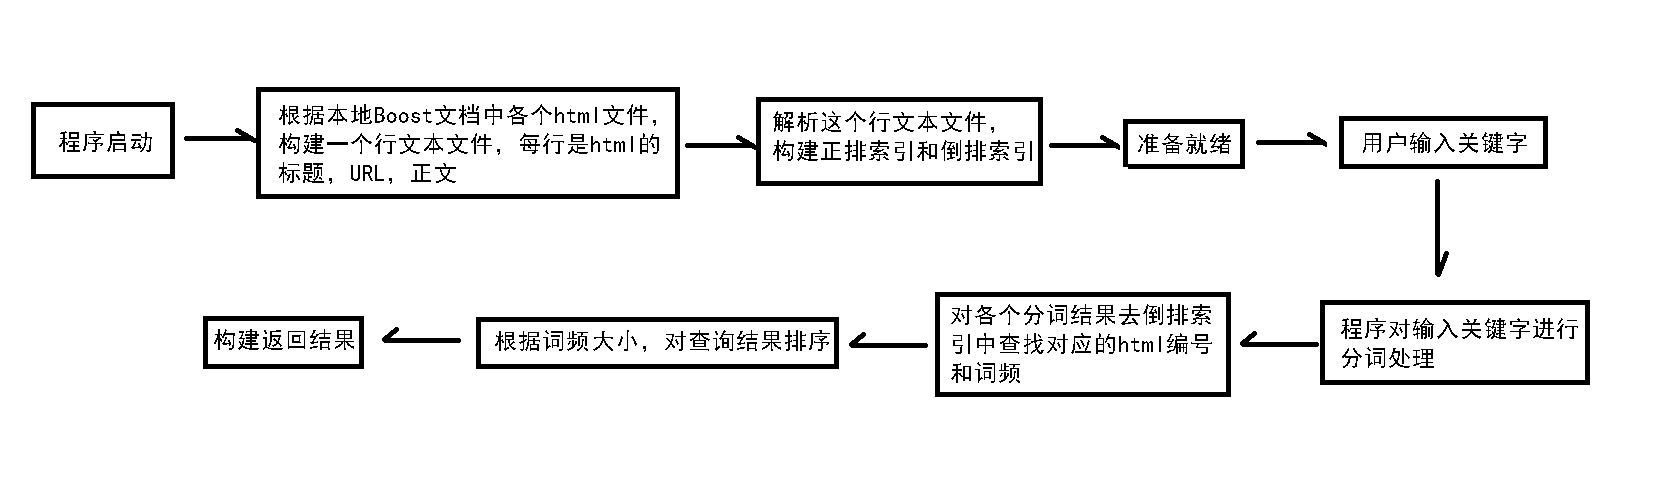 程序启动
根据本地Boost文档中各个html文件，
构建一个行文本文件，每行是html的
标题，URL，正文
解析这个行文本文件，
构建正排索引和倒排索引
准备就绪
用户输入关键字
程序对输入关键字进行
分词处理
对各个分词结果去倒排索
引中查找对应的html编号
和词频
根据词频大小，对查询结果排序
构建返回结果